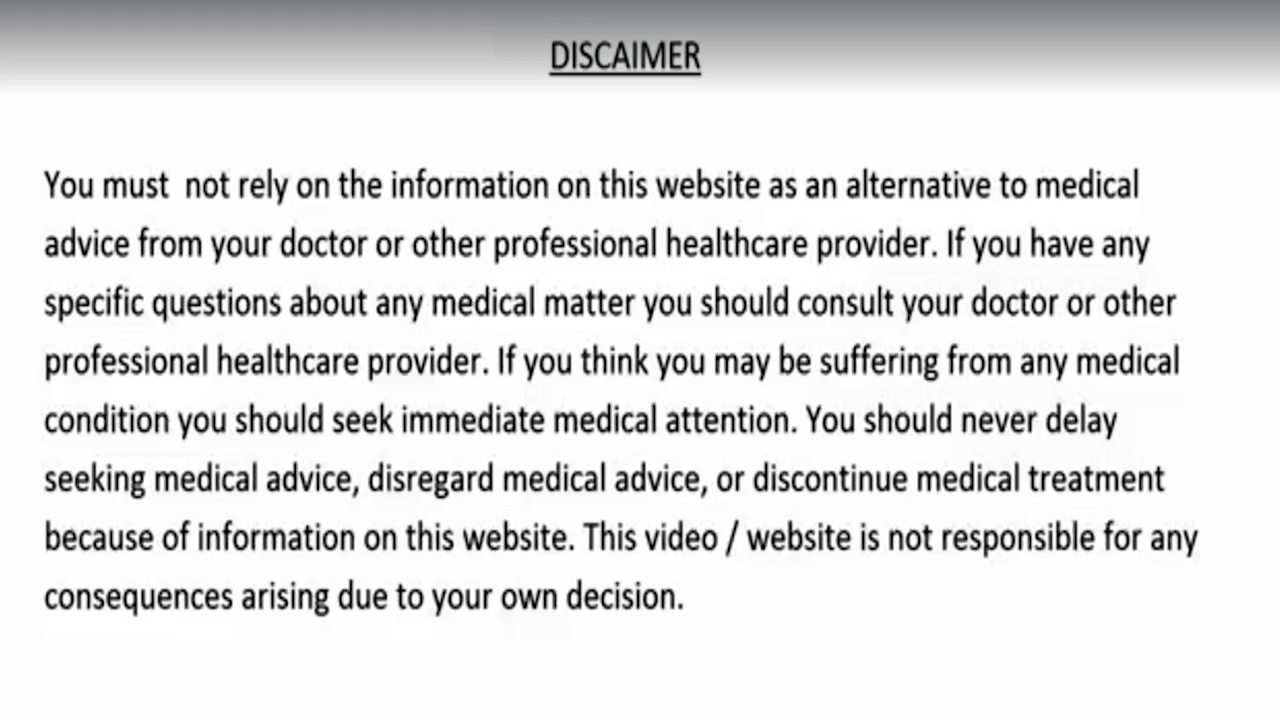 DISCAIMER
You must  not rely on the information on this website as an alternative to medical
advice from your doctor or other professional healthcare provider. If you have any
specific questions about any medical matter you should consult your doctor or other
professional healthcare provider. If you think you may be suffering from any medical
condition you should seek immediate medical attention. You should never delay
seeking medical advice, disregard medical advice, or discontinue medical treatment
because of information on this website. This video / website is not responsible for any
consequences arising due to your own decision.